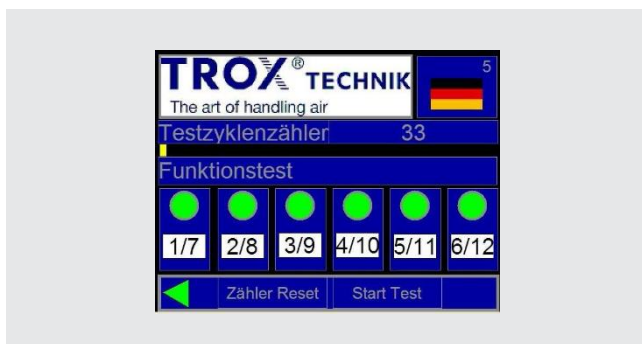 TROX® TECHNIK
The art of handling air
5
Testzyklenzähler 33
Funktionstest
1/7 2/8 3/9 4/10 5/11 6/12
Zähler Reset Start Test